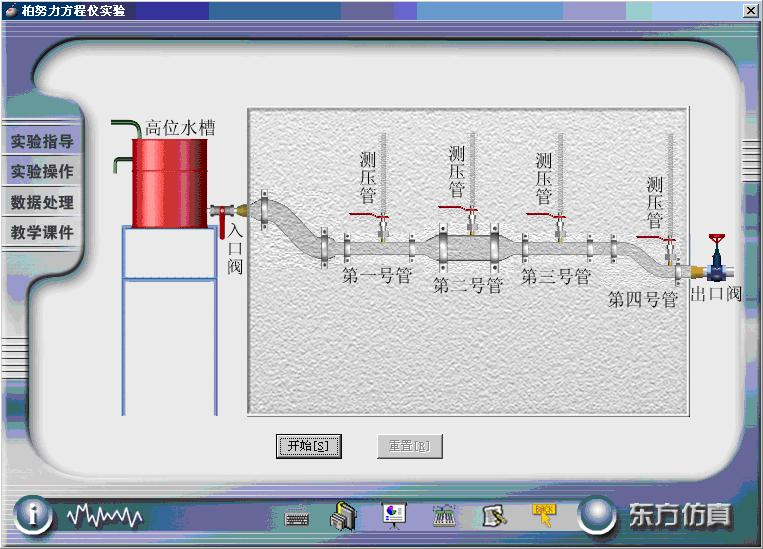 柏努力方程仪实验
高位水槽
实验指导
实验操作
数据处理
教学课件
测压管
测压管
测压管
测压管
入口阀
第一号管
第二号管
第三号管
第四号管
出口阀
开始[S]
重置[R]
BACK
东方仿真